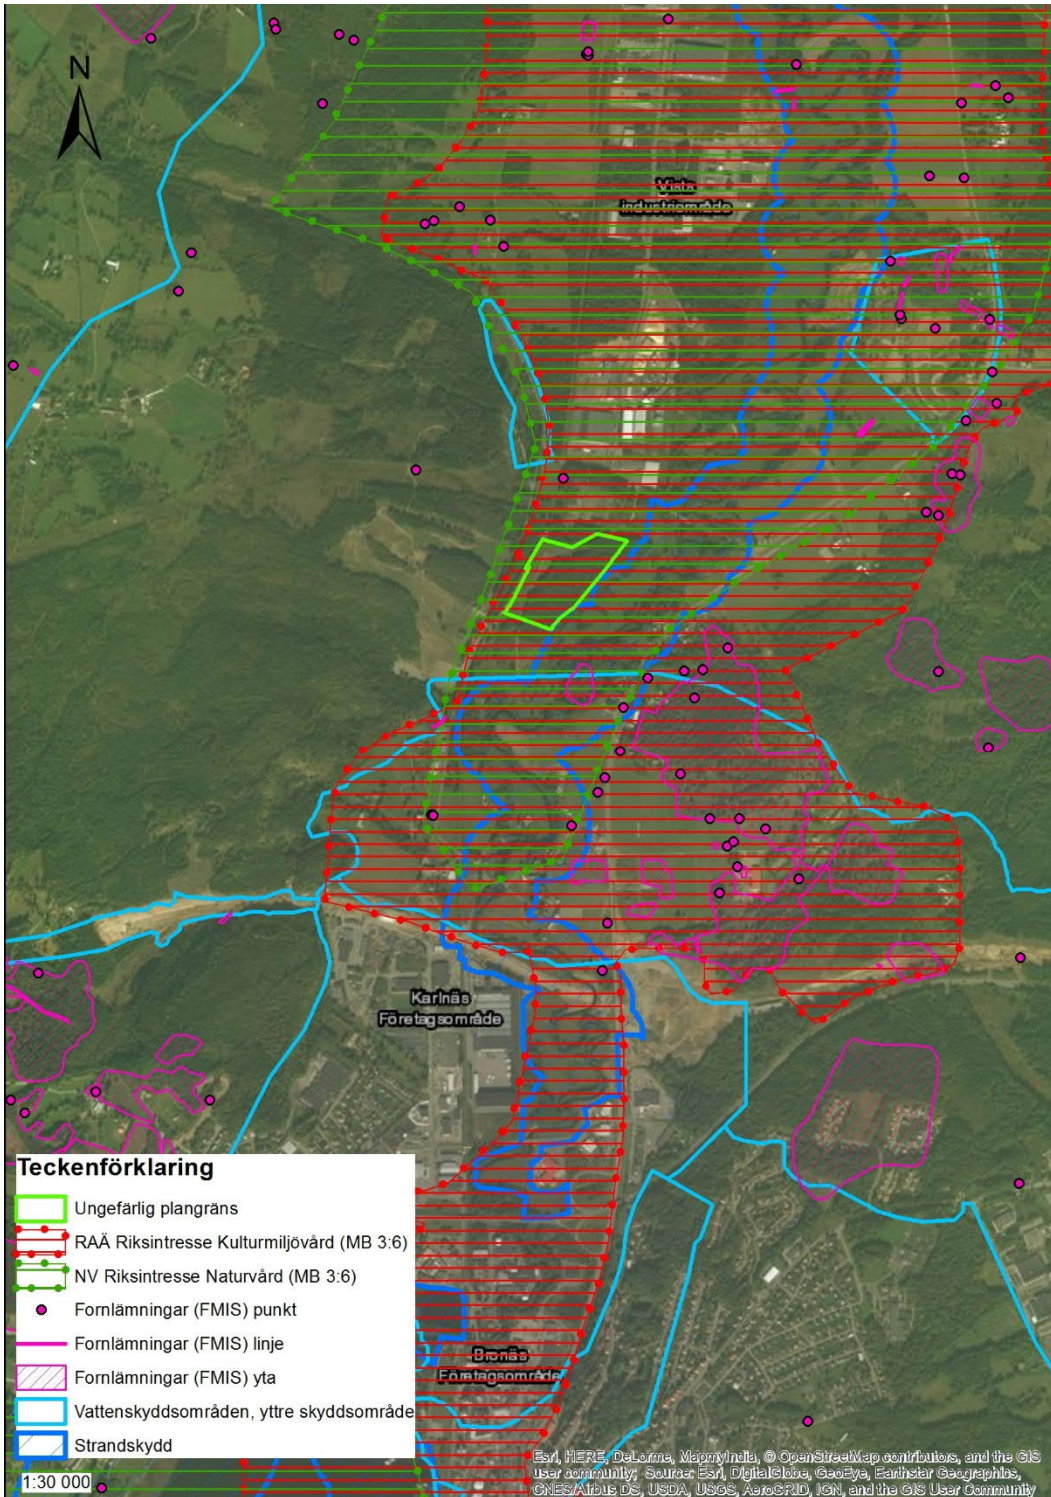 N
Vista
industriområde
Karlnäs
Företagsområde
Bronäs
Företagsområde
Teckenförklaring
Ungefärlig plangräns
RAÄ Riksintresse Kulturmiljövård (MB 3:6)
NV Riksintresse Naturvård (MB 3:6)
Fornlämningar (FMIS) punkt
Fornlämningar (FMIS) linje
Fornlämningar (FMIS) yta
Vattenskyddsområden, yttre skyddsområde
Strandskydd
1:30 000
Esri, HERE, DeLorme, MapmyIndia, © OpenStreetMap contributors, and the GIS
user community; Source: Esri, DigitalGlobe, GeoEye, Earthstar Geographics,
CNES/Airbus DS, USDA, USGS, AeroGRID, IGN, and the GIS User Community